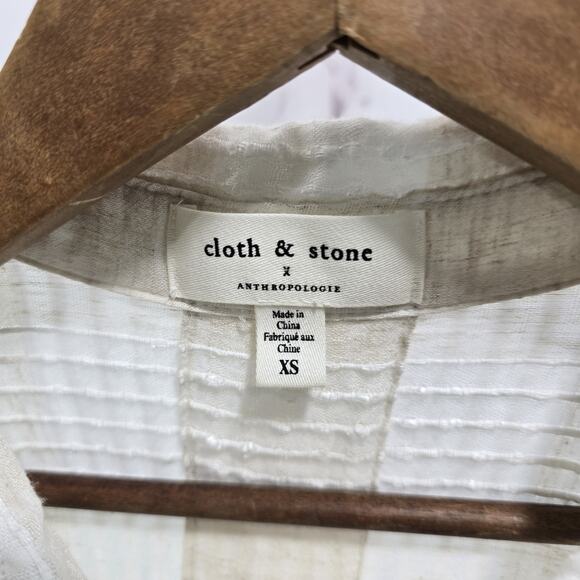 cloth & stone
X
ANTHROPOLOGIE
Made in
China
Fabriqué aux
Chine
XS